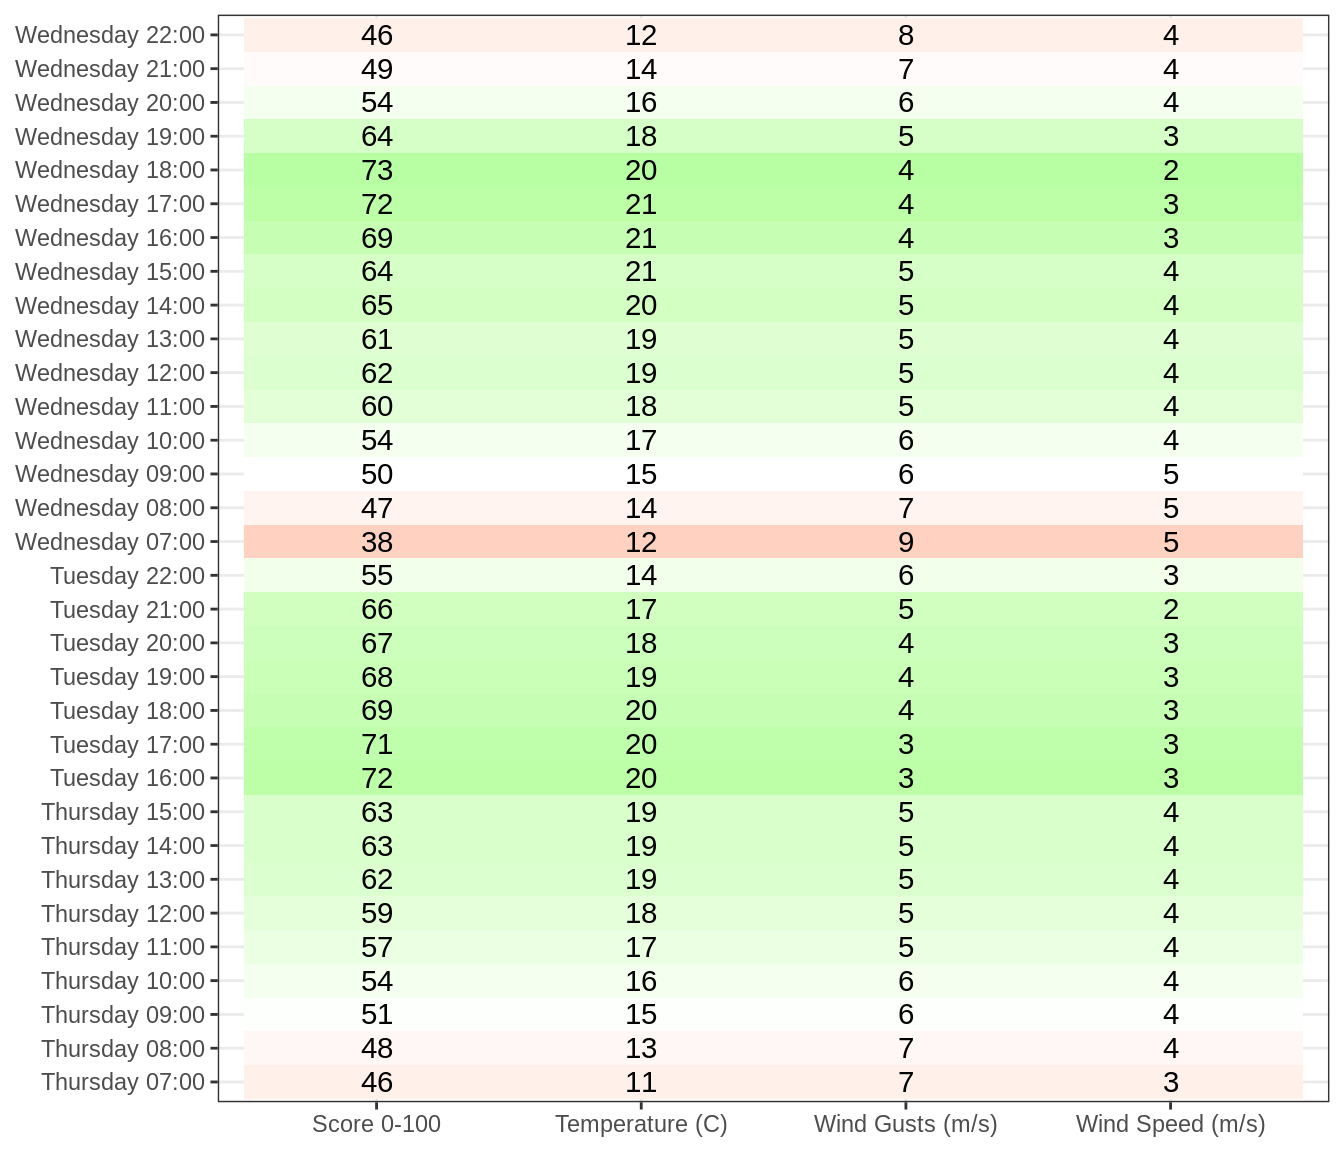 Wednesday 22:00 46 12 8 4
Wednesday 21:00 49 14 7 4
Wednesday 20:00 54 16 6 4
Wednesday 19:00 64 18 5 3
Wednesday 18:00 73 20 4 2
Wednesday 17:00 72 21 4 3
Wednesday 16:00 69 21 4 3
Wednesday 15:00 64 21 5 4
Wednesday 14:00 65 20 5 4
Wednesday 13:00 61 19 5 4
Wednesday 12:00 62 19 5 4
Wednesday 11:00 60 18 5 4
Wednesday 10:00 54 17 6 4
Wednesday 09:00 50 15 6 5
Wednesday 08:00 47 14 7 5
Wednesday 07:00 38 12 9 5
Tuesday 22:00 55 14 6 3
Tuesday 21:00 66 17 5 2
Tuesday 20:00 67 18 4 3
Tuesday 19:00 68 19 4 3
Tuesday 18:00 69 20 4 3
Tuesday 17:00 71 20 3 3
Tuesday 16:00 72 20 3 3
Thursday 15:00 63 19 5 4
Thursday 14:00 63 19 5 4
Thursday 13:00 62 19 5 4
Thursday 12:00 59 18 5 4
Thursday 11:00 57 17 5 4
Thursday 10:00 54 16 6 4
Thursday 09:00 51 15 6 4
Thursday 08:00 48 13 7 4
Thursday 07:00 46 11 7 3
Score 0-100 Temperature (C) Wind Gusts (m/s) Wind Speed (m/s)